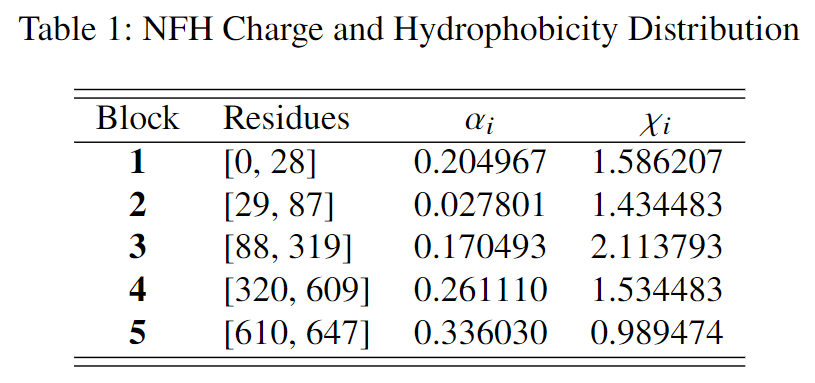 Table 1: NFH Charge and Hydrophobicity Distribution
Block Residues αᵢ χᵢ
1 [0, 28] 0.204967 1.586207
2 [29, 87] 0.027801 1.434483
3 [88, 319] 0.170493 2.113793
4 [320, 609] 0.261110 1.534483
5 [610, 647] 0.336030 0.989474